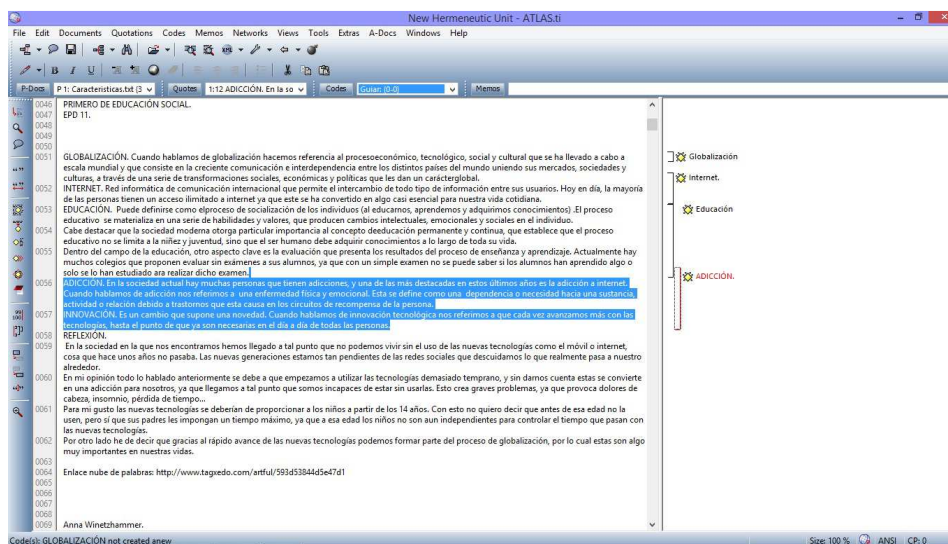 New Hermeneutic Unit - ATLAS.ti
File Edit Documents Quotations Codes Memos Networks Views Tools Extras A-Docs Windows Help
B I U
P-Docs P 1: Caracteristicas.txt (3 Quotes 1:12 ADICCIÓN. En la so Codes Guiar: (0-0) Memos
0046 PRIMERO DE EDUCACIÓN SOCIAL.
0047 EPD 11.
0048
0049
0050
0051 GLOBALIZACIÓN. Cuando hablamos de globalización hacemos referencia al procesoeconómico, tecnológico, social y cultural que se ha llevado a cabo a
escala mundial y que consiste en la creciente comunicación e interdependencia entre los distintos países del mundo uniendo sus mercados, sociedades y
culturas, a través de una serie de transformaciones sociales, económicas y políticas que les dan un carácterglobal.
0052 INTERNET. Red informática de comunicación internacional que permite el intercambio de todo tipo de información entre sus usuarios. Hoy en día, la mayoría
de las personas tienen un acceso ilimitado a internet ya que este se ha convertido en algo casi esencial para nuestra vida cotidiana.
0053 EDUCACIÓN. Puede definirse como elproceso de socialización de los individuos (al educarnos, aprendemos y adquirimos conocimientos) .El proceso
educativo se materializa en una serie de habilidades y valores, que producen cambios intelectuales, emocionales y sociales en el individuo.
0054 Cabe destacar que la sociedad moderna otorga particular importancia al concepto deeducación permanente y continua, que establece que el proceso
educativo no se limita a la niñez y juventud, sino que el ser humano debe adquirir conocimientos a lo largo de toda su vida.
0055 Dentro del campo de la educación, otro aspecto clave es la evaluación que presenta los resultados del proceso de enseñanza y aprendizaje. Actualmente hay
muchos colegios que proponen evaluar sin exámenes a sus alumnos, ya que con un simple examen no se puede saber si los alumnos han aprendido algo o
solo se lo han estudiado ara realizar dicho examen.
0056 ADICCIÓN. En la sociedad actual hay muchas personas que tienen adicciones, y una de las más destacadas en estos últimos años es la adicción a internet.
Cuando hablamos de adicción nos referimos a una enfermedad física y emocional. Esta se define como una dependencia o necesidad hacia una sustancia,
actividad o relación debido a trastornos que esta causa en los circuitos de recompensa de la persona.
0057 INNOVACIÓN. Es un cambio que supone una novedad. Cuando hablamos de innovación tecnológica nos referimos a que cada vez avanzamos más con las
tecnologías, hasta el punto de que ya son necesarias en el día a día de todas las personas.
0058 REFLEXIÓN.
0059 En la sociedad en la que nos encontramos hemos llegado a tal punto que no podemos vivir sin el uso de las nuevas tecnologías como el móvil o internet,
cosa que hace unos años no pasaba. Las nuevas generaciones estamos tan pendientes de las redes sociales que descuidamos lo que realmente pasa a nuestro
alrededor.
0060 En mi opinión todo lo hablado anteriormente se debe a que empezamos a utilizar las tecnologías demasiado temprano, y sin darnos cuenta estas se convierte
en una adicción para nosotros, ya que llegamos a tal punto que somos incapaces de estar sin usarlas. Esto crea graves problemas, ya que provoca dolores de
cabeza, insomnio, pérdida de tiempo...
0061 Para mi gusto las nuevas tecnologías se deberían de proporcionar a los niños a partir de los 14 años. Con esto no quiero decir que antes de esa edad no la
usen, pero sí que sus padres les impongan un tiempo máximo, ya que a esa edad los niños no son aun independientes para controlar el tiempo que pasan con
las nuevas tecnologías.
0062 Por otro lado he de decir que gracias al rápido avance de las nuevas tecnologías podemos formar parte del proceso de globalización, por lo cual estas son algo
muy importantes en nuestras vidas.
0063
0064 Enlace nube de palabras: http://www.tagxedo.com/artful/593d53844d5e47d1
0065
0066
0067
0068
0069 Anna Winetzhammer.
Globalización
Internet.
Educación
ADICCIÓN.
Code(s): GLOBALIZACIÓN not created anew
Size: 100 % ANSI CP: 0